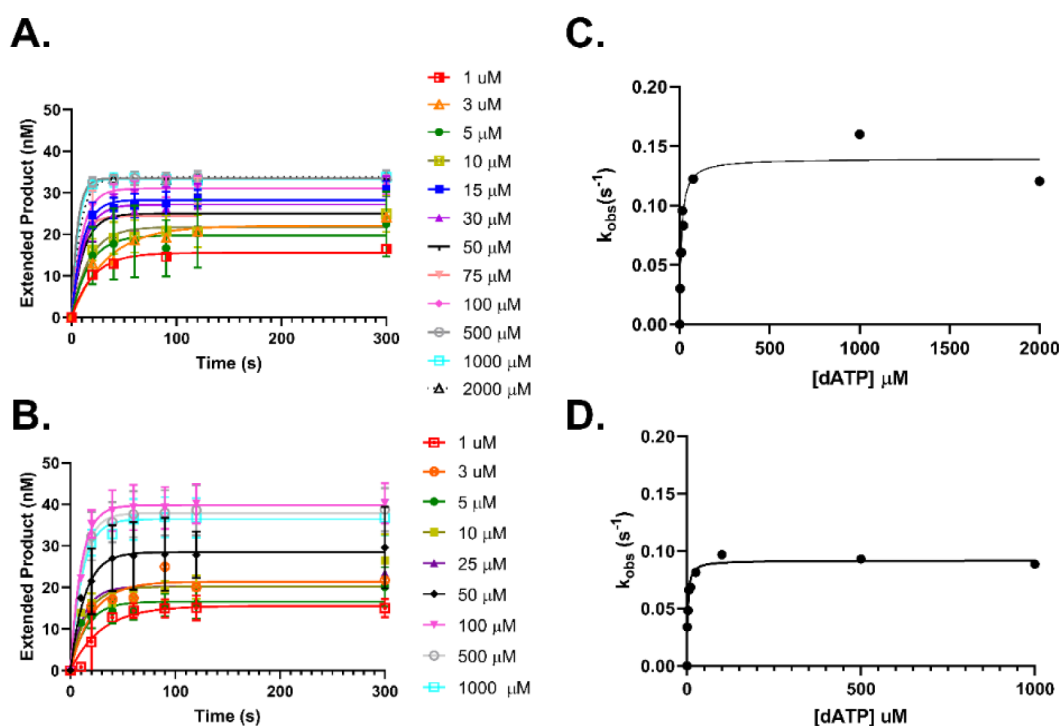 A.
Extended Product (nM)
50
40
30
20
10
0
0
100
200
300
Time (s)
1 uM
3 uM
5 μM
10 μM
15 μM
30 μM
50 μM
75 μM
100 μM
500 μM
1000 μM
2000 μM
C.
kobs(s-1)
0.20
0.15
0.10
0.05
0.00
0
500
1000
1500
2000
[dATP] μM
B.
Extended Product (nM)
50
40
30
20
10
0
0
100
200
300
Time (s)
1 uM
3 uM
5 μM
10 μM
25 μM
50 μM
100 μM
500 μM
1000 μM
D.
kobs(s-1)
0.20
0.15
0.10
0.05
0.00
0
500
1000
[dATP] uM